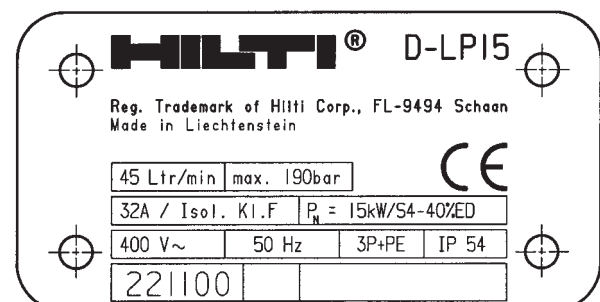 HILTI® D-LP15
Reg. Trademark of Hilti Corp., FL-9494 Schaan
Made in Liechtenstein
CE
45 Ltr/min max. 190bar
32A / Isol. Kl.F P_N = 15kW/S4-40%ED
400 V~ 50 Hz 3P+PE IP 54
221100